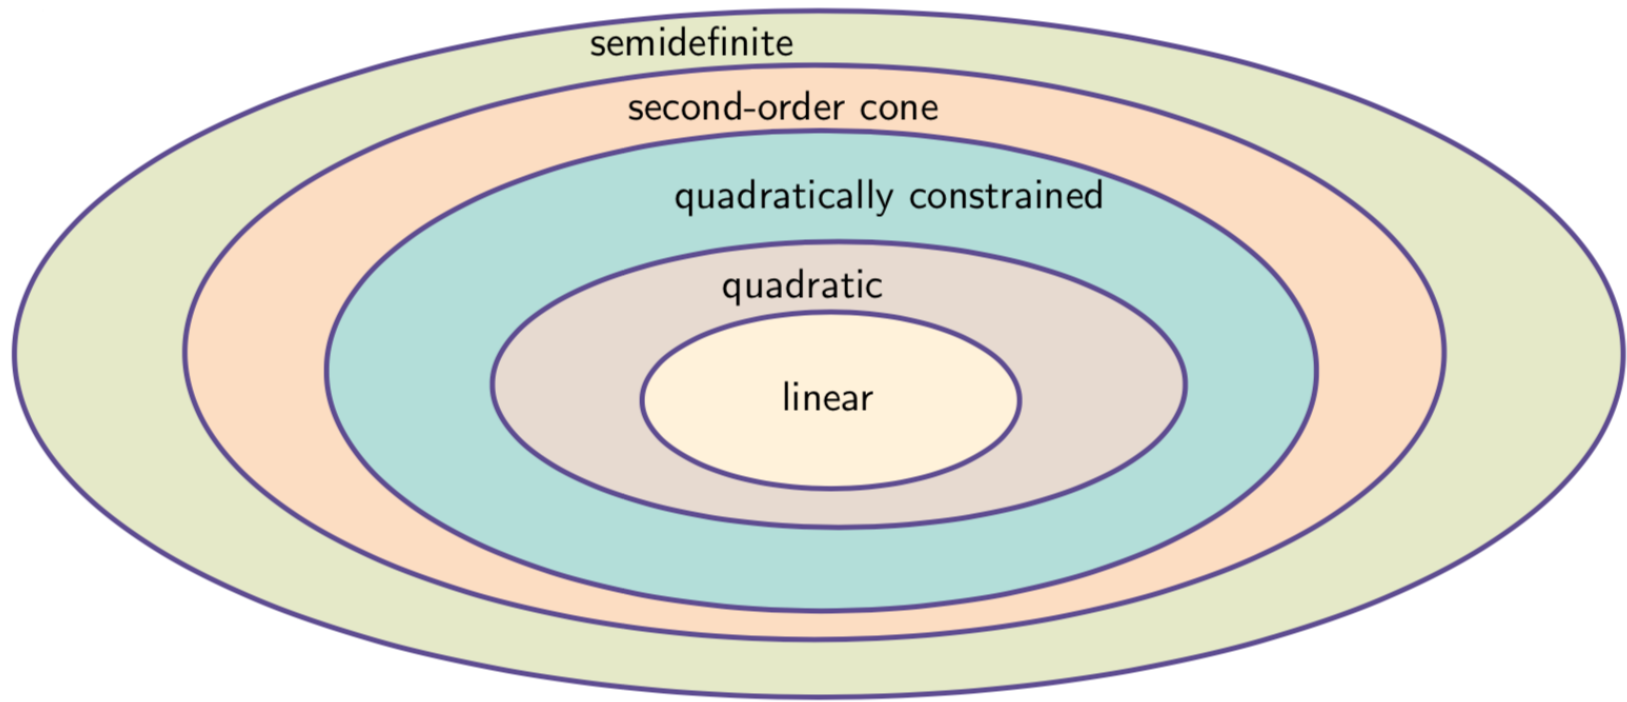 semidefinite
second-order cone
quadratically constrained
quadratic
linear